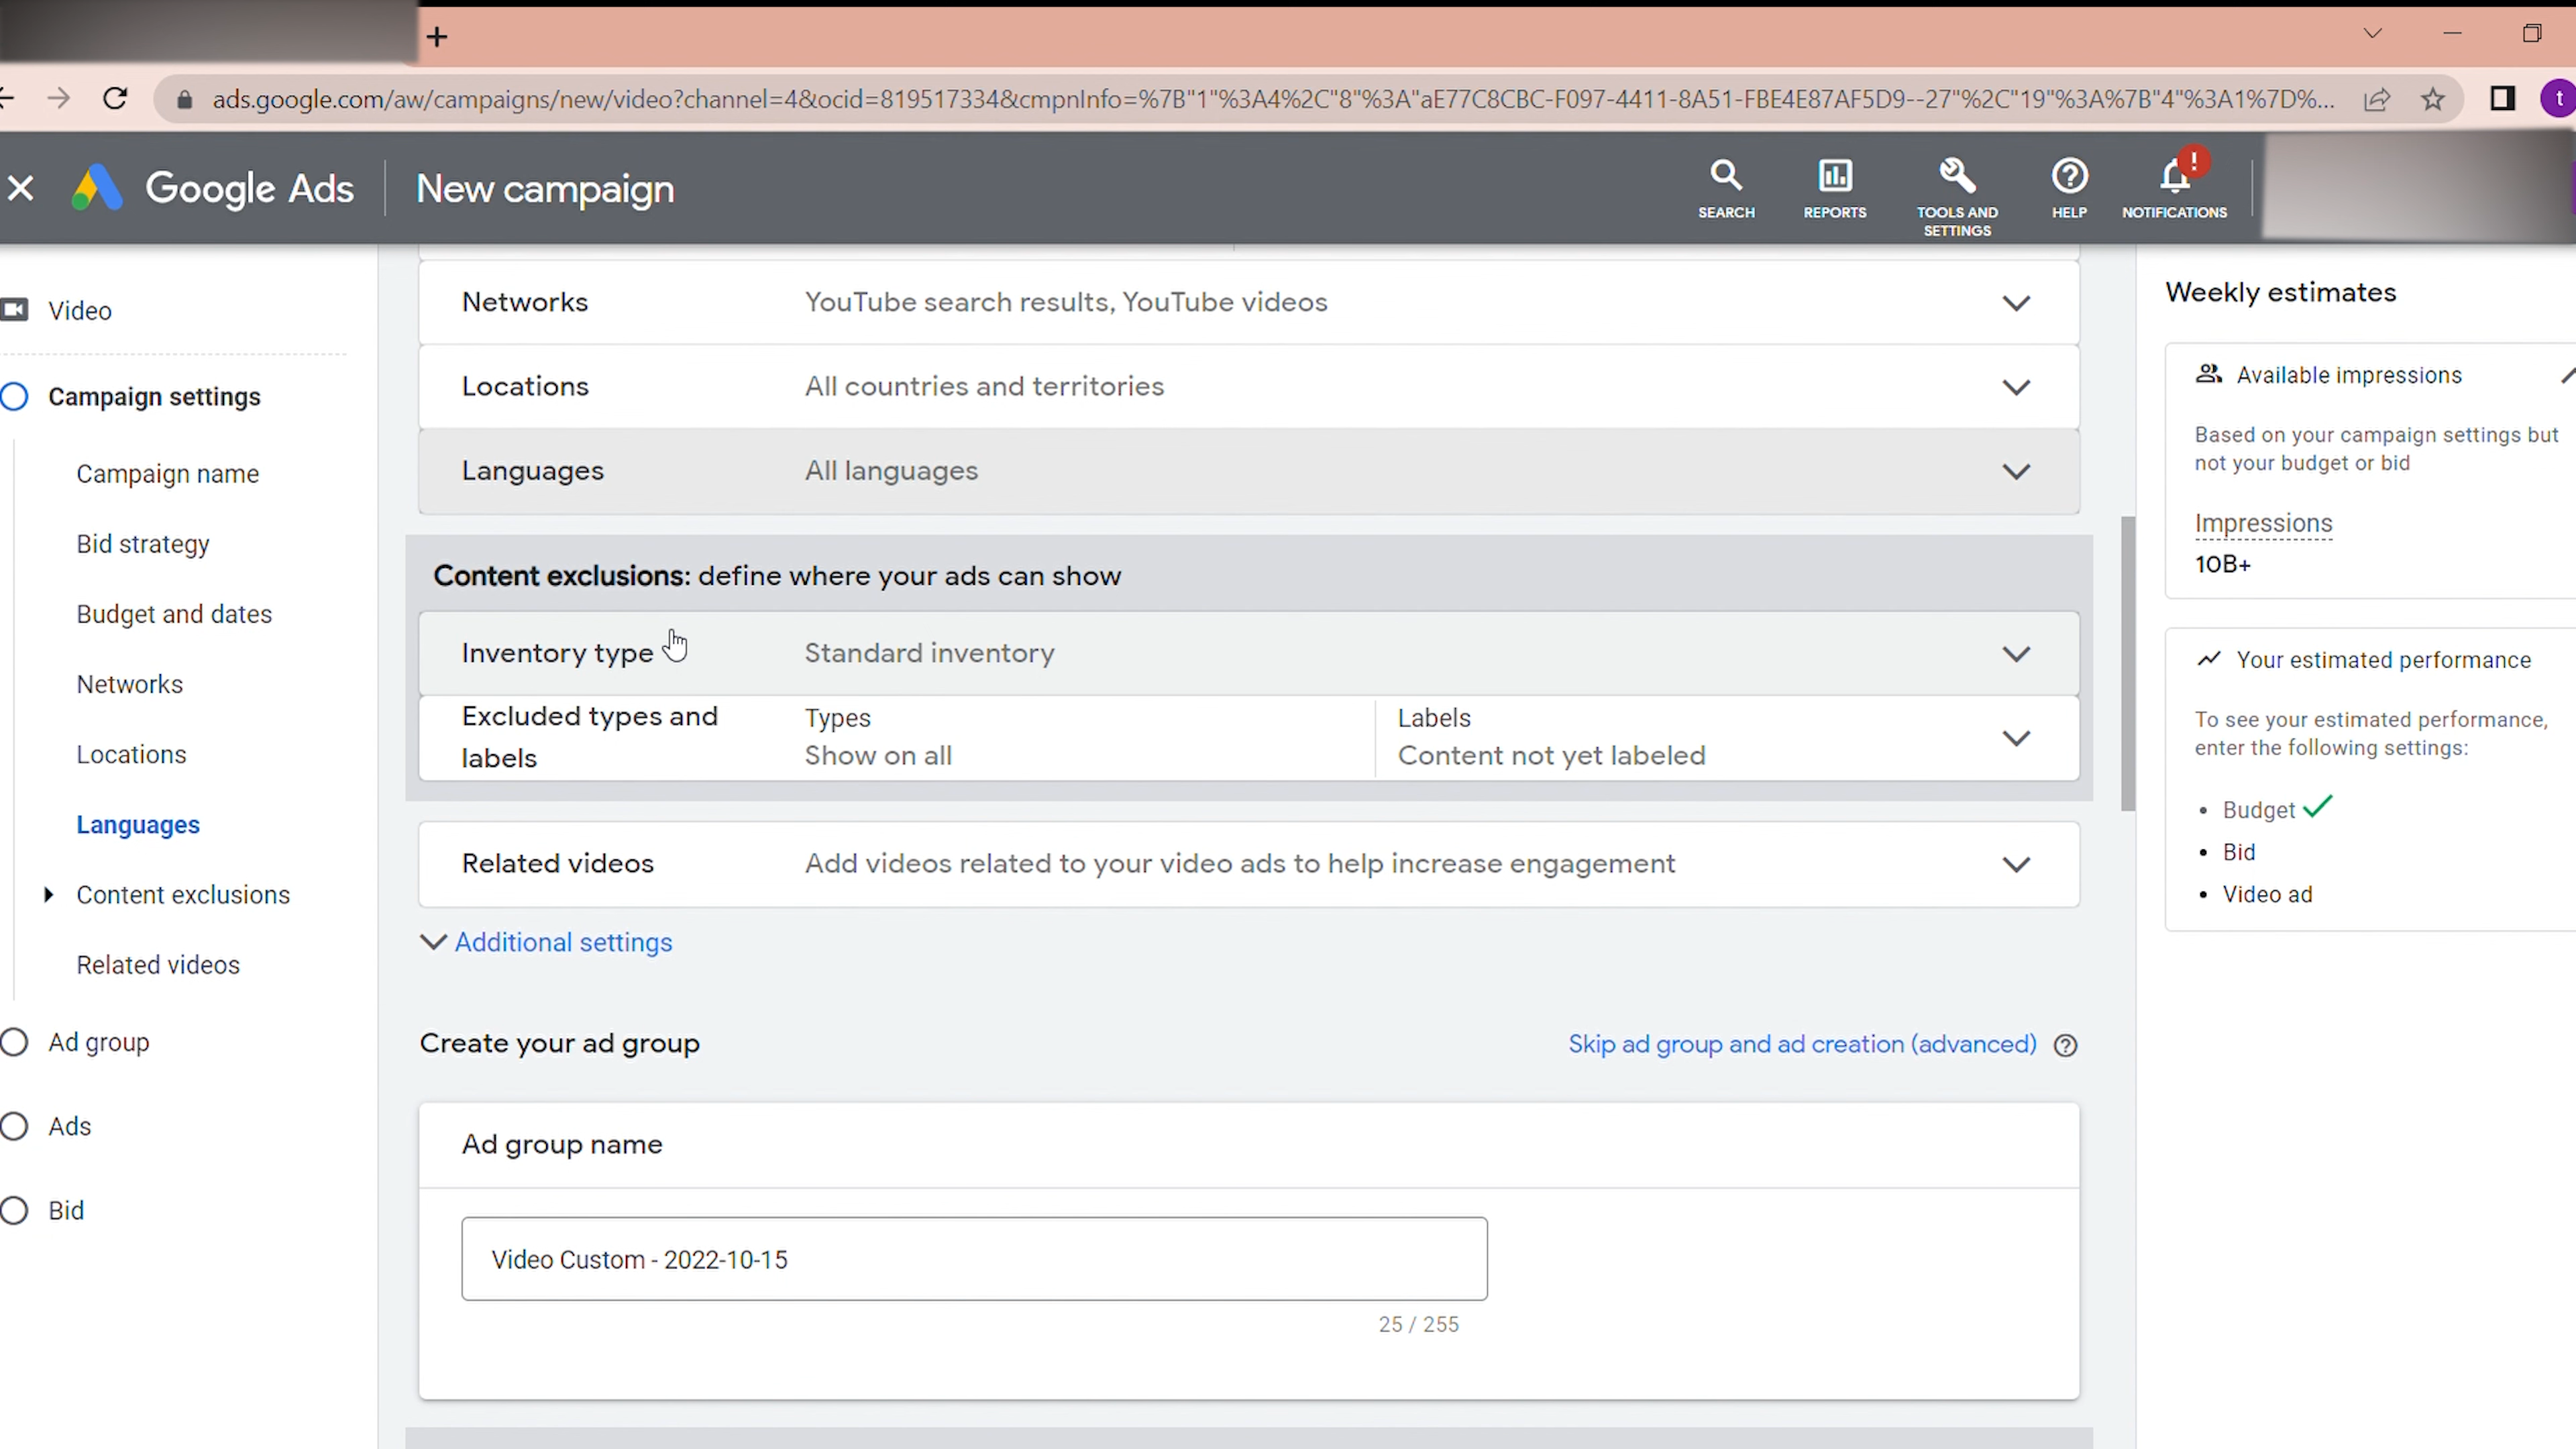 ads.google.com/aw/campaigns/new/video?channel=4&ocid=819517334&cmpnInfo=%7B"1"%3A4%2C"8"%3A"aE77C8CBC-F097-4411-8A51-FBE4E87AF5D9--27"%2C"19"%3A%7B"4"%3A1%7D%...
t
Google Ads
New campaign
SEARCH
REPORTS
TOOLS AND
SETTINGS
HELP
NOTIFICATIONS
!
Video
Campaign settings
Campaign name
Bid strategy
Budget and dates
Networks
Locations
Languages
Content exclusions
Related videos
Ad group
Ads
Bid
Networks
YouTube search results, YouTube videos
Locations
All countries and territories
Languages
All languages
Content exclusions: define where your ads can show
Inventory type
Standard inventory
Excluded types and
labels
Types
Show on all
Labels
Content not yet labeled
Related videos
Add videos related to your video ads to help increase engagement
Additional settings
Create your ad group
Skip ad group and ad creation (advanced)
Ad group name
Video Custom - 2022-10-15
25 / 255
Weekly estimates
Available impressions
Based on your campaign settings but
not your budget or bid
Impressions
10B+
Your estimated performance
To see your estimated performance,
enter the following settings:
• Budget
• Bid
• Video ad